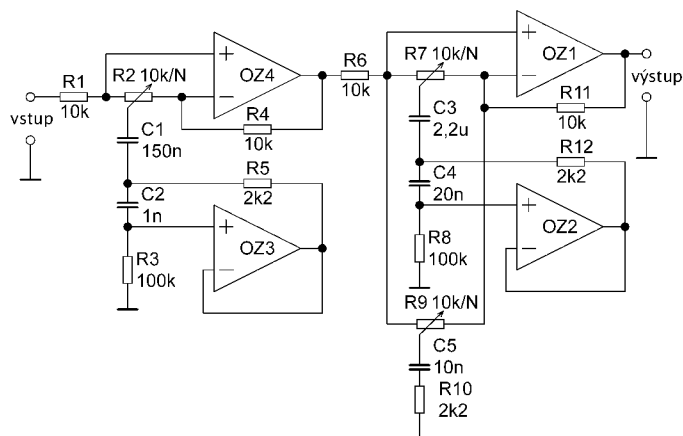 R1
10k
vstup
R2 10k/N
C1
150n
C2
1n
R3
100k
+
−
OZ4
R4
10k
R5
2k2
+
−
OZ3
R6
10k
R7 10k/N
C3
2,2u
C4
20n
R8
100k
R9 10k/N
C5
10n
R10
2k2
+
−
OZ1
R11
10k
R12
2k2
+
−
OZ2
výstup